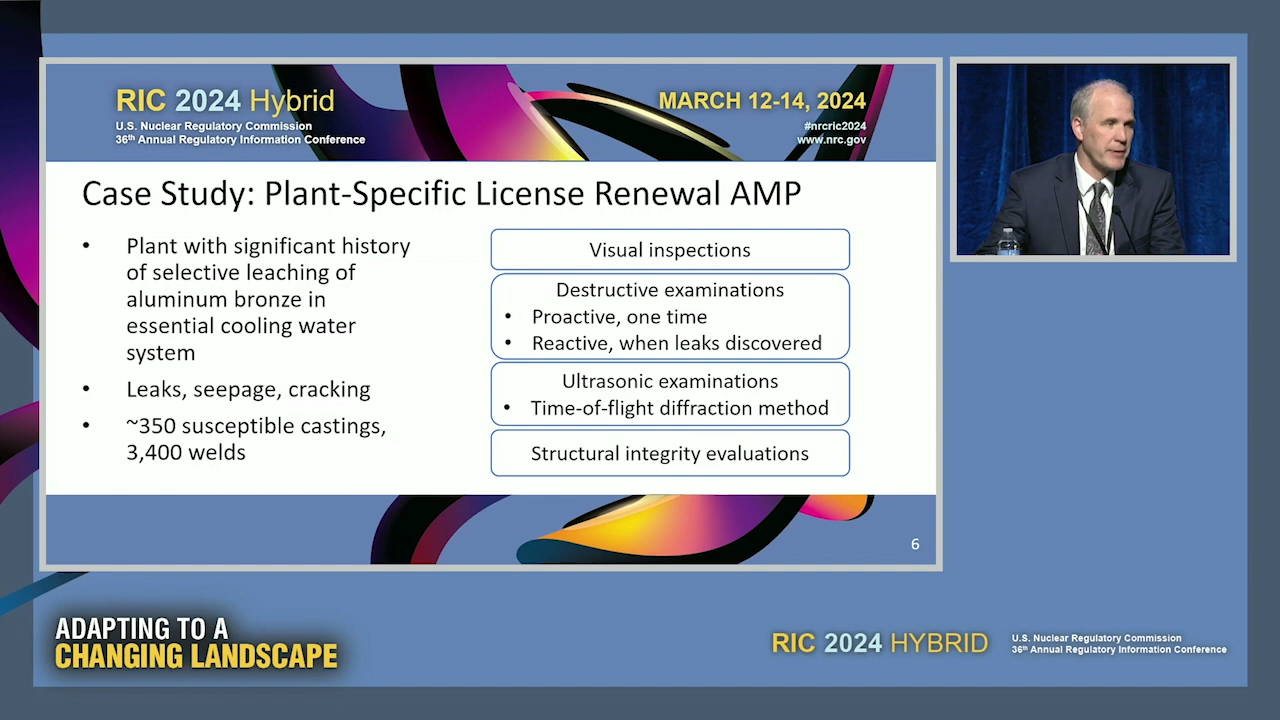 RIC 2024 Hybrid
U.S. Nuclear Regulatory Commission
36th Annual Regulatory Information Conference
MARCH 12-14, 2024
#nrcric2024
www.nrc.gov
Case Study: Plant-Specific License Renewal AMP
• Plant with significant history
of selective leaching of
aluminum bronze in
essential cooling water
system
• Leaks, seepage, cracking
• ~350 susceptible castings,
3,400 welds
Visual inspections
Destructive examinations
• Proactive, one time
• Reactive, when leaks discovered
Ultrasonic examinations
• Time-of-flight diffraction method
Structural integrity evaluations
6
ADAPTING TO A
CHANGING LANDSCAPE
RIC 2024 HYBRID
U.S. Nuclear Regulatory Commission
36th Annual Regulatory Information Conference